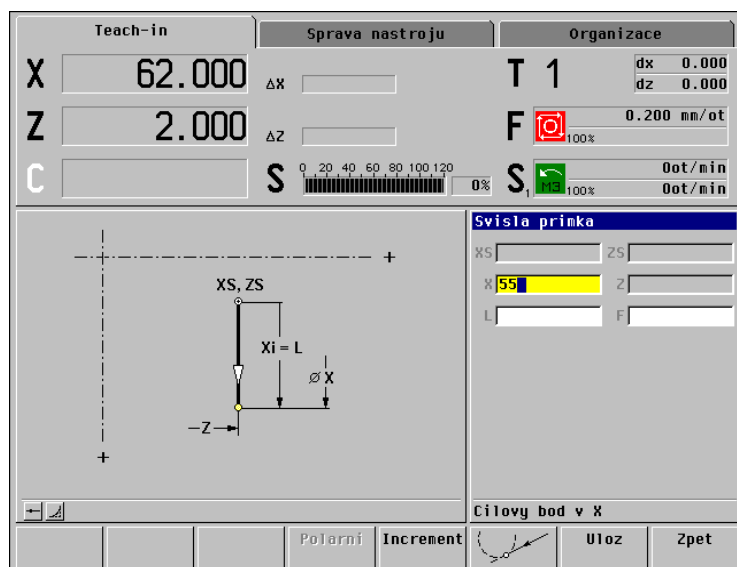 Teach-in Sprava nastroju Organizace
X 62.000 ΔX T 1 dx 0.000
dz 0.000
Z 2.000 ΔZ F 100% 0.200 mm/ot
C S 0 20 40 60 80 100 120 0% S1 M3 100% 0ot/min
0ot/min
Svisla primka
XS ZS
X 55 Z
L F
+
XS, ZS
Xi = L
⌀ X
−Z
+
Cilovy bod v X
Polarni Increment Uloz Zpet